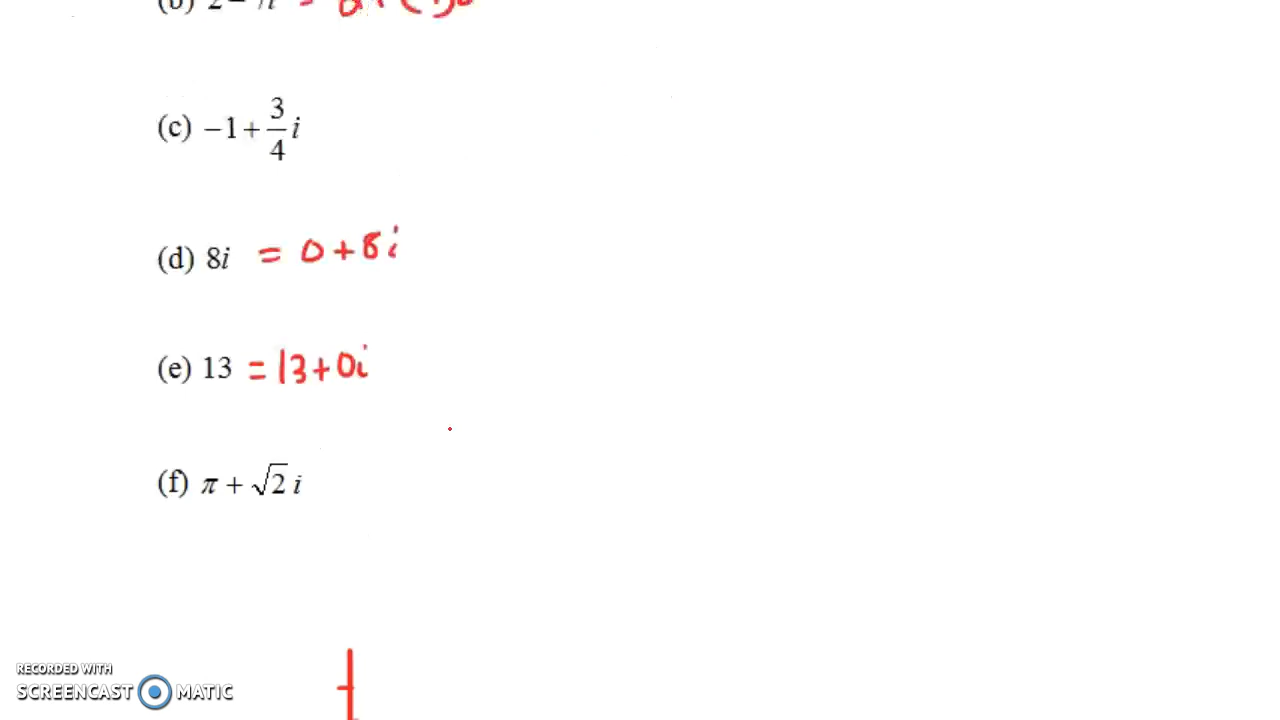 (c) −1 + 3/4 i
(d) 8i = 0 + 8i
(e) 13 = 13 + 0i
(f) π + √2 i
RECORDED WITH
SCREENCAST MATIC